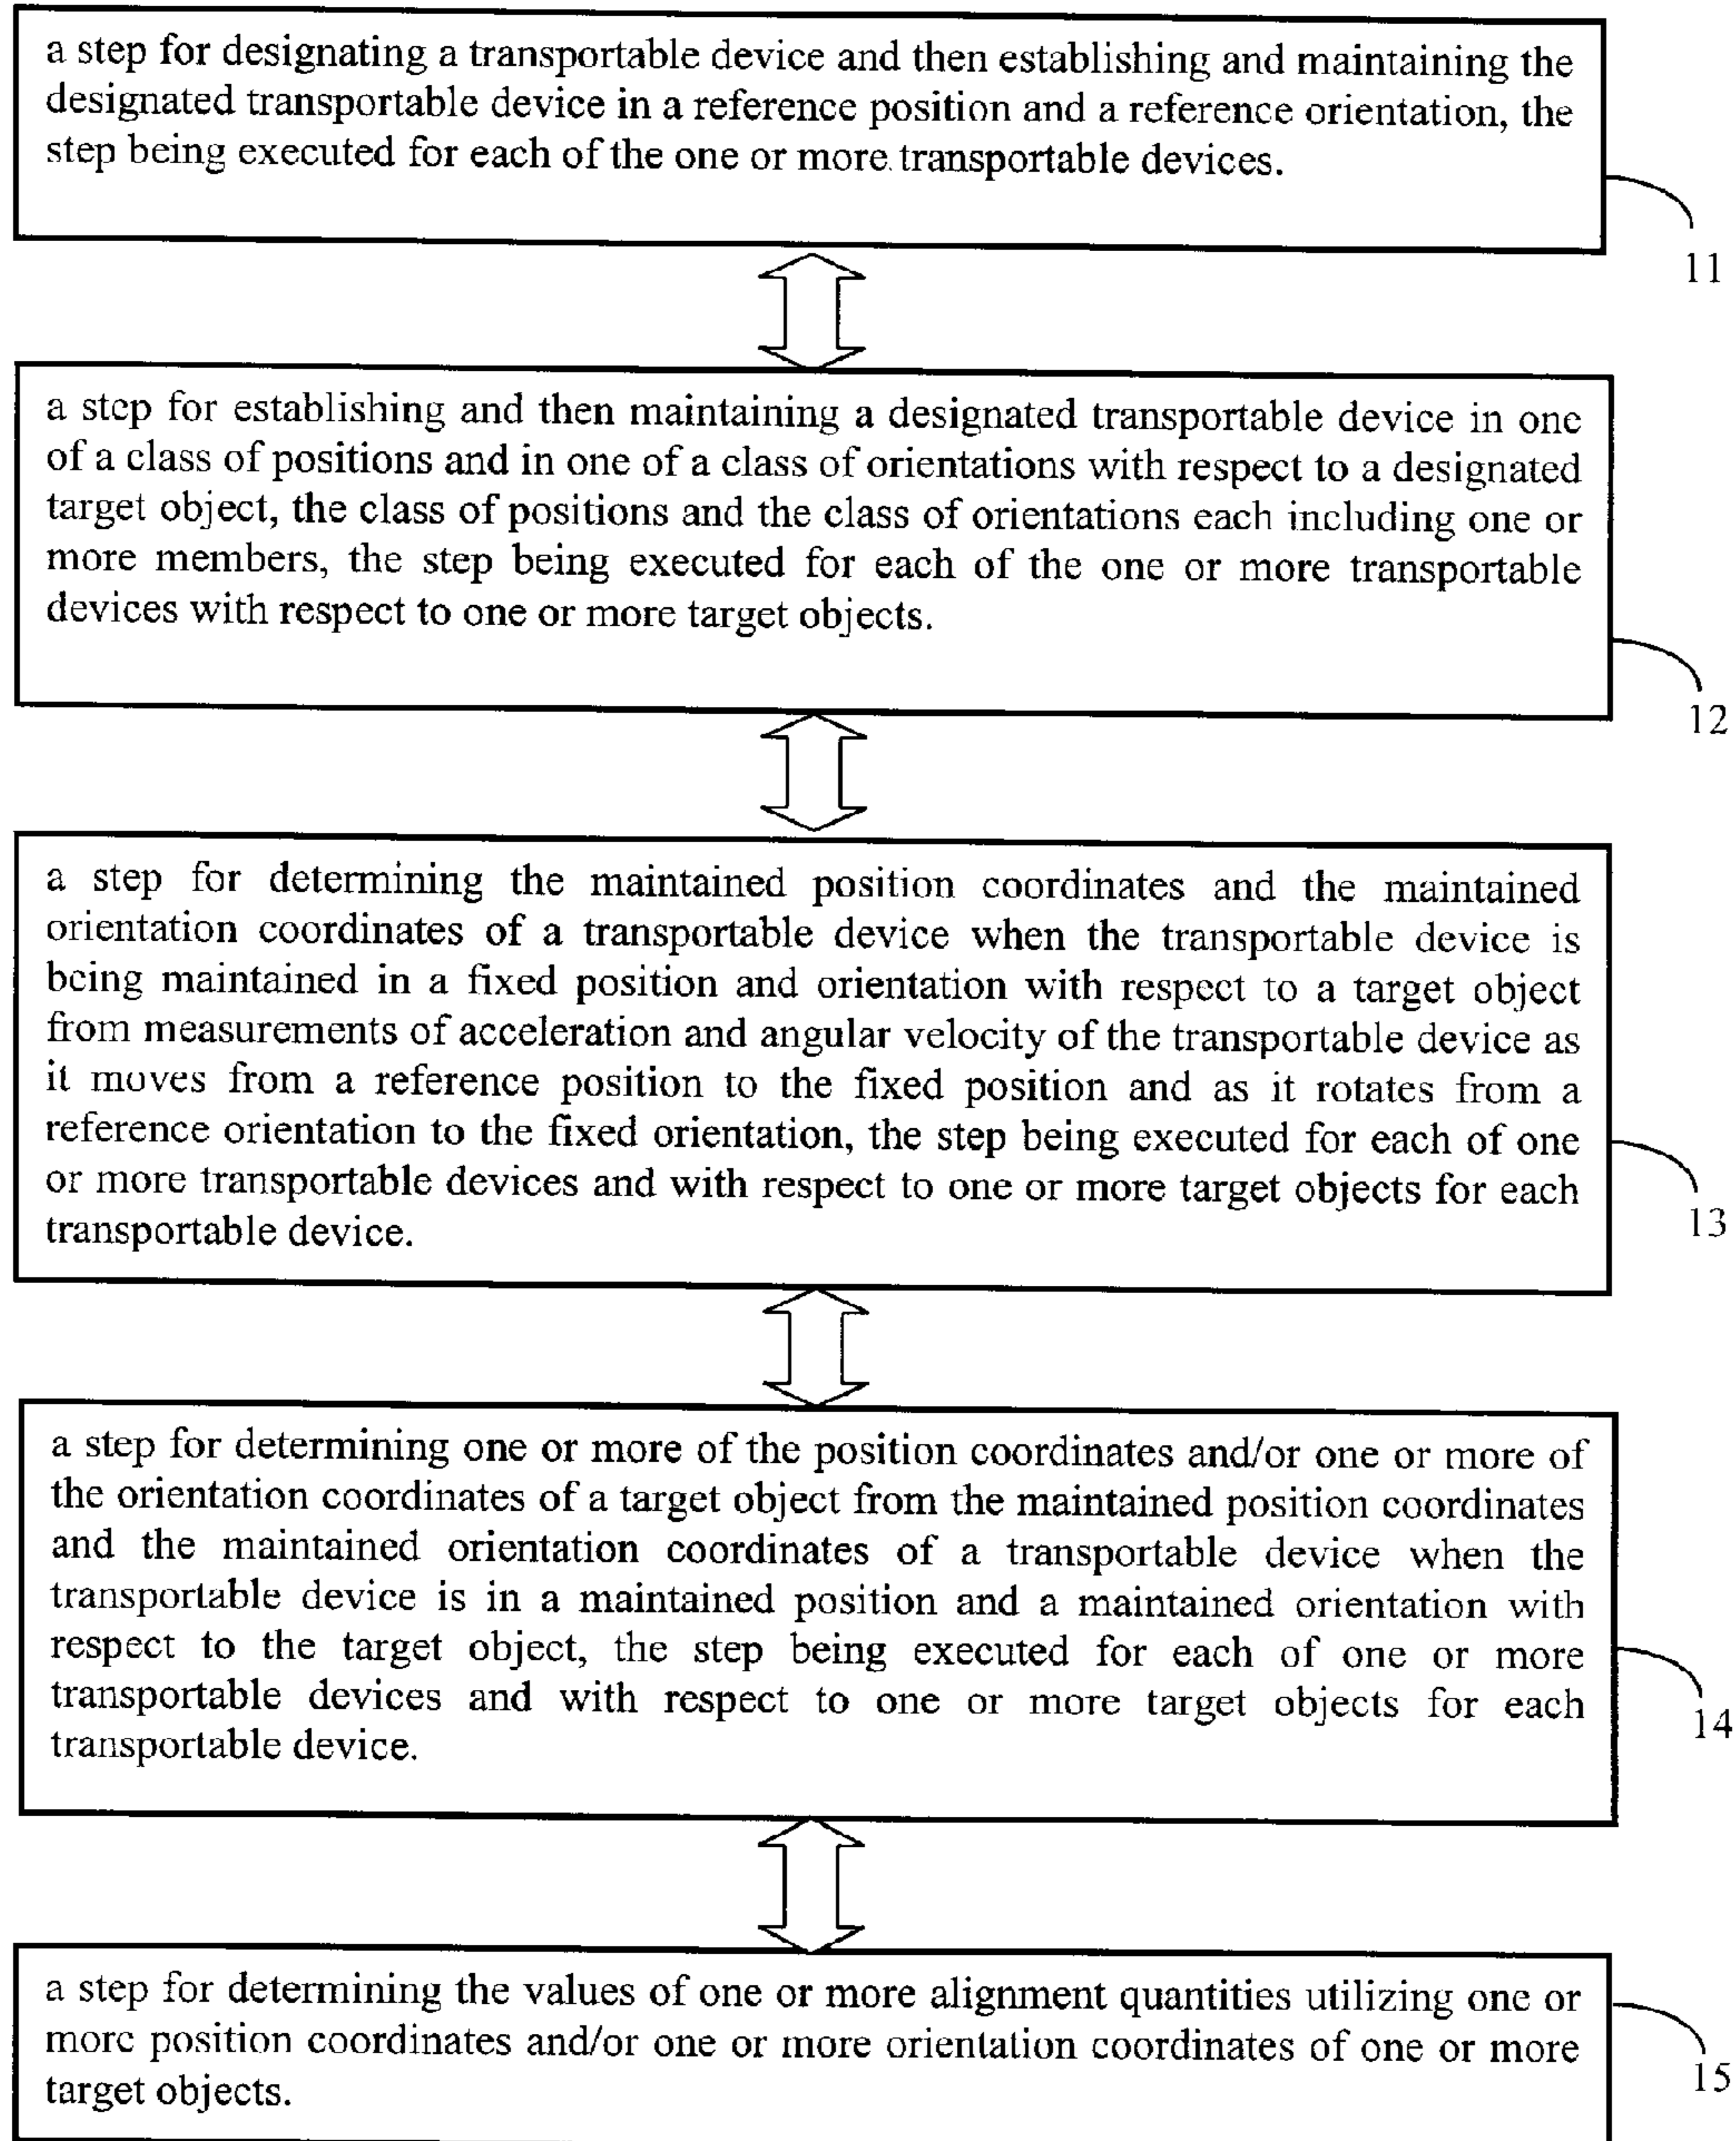 a step for designating a transportable device and then establishing and maintaining the
designated transportable device in a reference position and a reference orientation, the
step being executed for each of the one or more transportable devices.
11
a step for establishing and then maintaining a designated transportable device in one
of a class of positions and in one of a class of orientations with respect to a designated
target object, the class of positions and the class of orientations each including one or
more members, the step being executed for each of the one or more transportable
devices with respect to one or more target objects.
12
a step for determining the maintained position coordinates and the maintained
orientation coordinates of a transportable device when the transportable device is
being maintained in a fixed position and orientation with respect to a target object
from measurements of acceleration and angular velocity of the transportable device as
it moves from a reference position to the fixed position and as it rotates from a
reference orientation to the fixed orientation, the step being executed for each of one
or more transportable devices and with respect to one or more target objects for each
transportable device.
13
a step for determining one or more of the position coordinates and/or one or more of
the orientation coordinates of a target object from the maintained position coordinates
and the maintained orientation coordinates of a transportable device when the
transportable device is in a maintained position and a maintained orientation with
respect to the target object, the step being executed for each of one or more
transportable devices and with respect to one or more target objects for each
transportable device.
14
a step for determining the values of one or more alignment quantities utilizing one or
more position coordinates and/or one or more orientation coordinates of one or more
target objects.
15